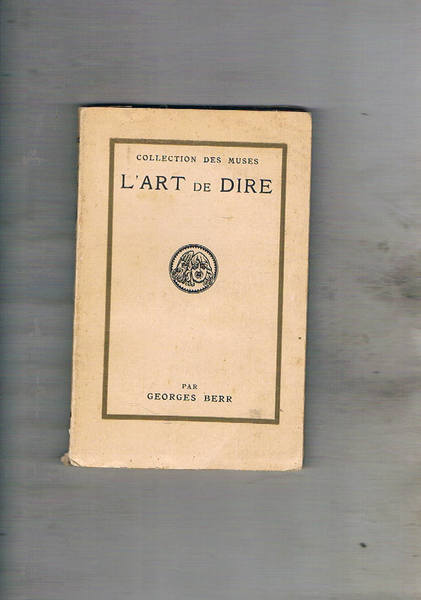 COLLECTION DES MUSES
L'ART DE DIRE
PAR
GEORGES BERR